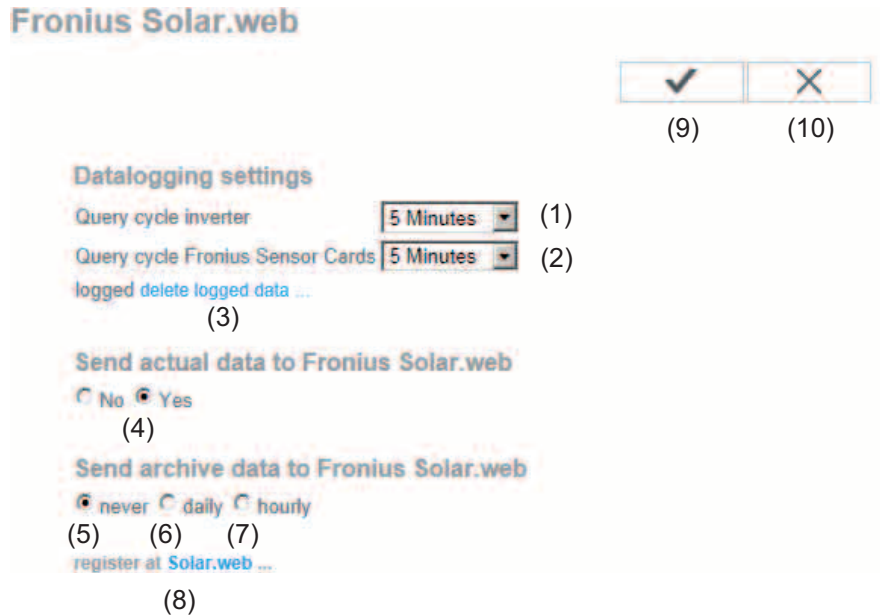 Fronius Solar.web
(9) (10)
Datalogging settings
Query cycle inverter 5 Minutes (1)
Query cycle Fronius Sensor Cards 5 Minutes (2)
logged delete logged data ...
(3)
Send actual data to Fronius Solar.web
No Yes
(4)
Send archive data to Fronius Solar.web
never daily hourly
(5) (6) (7)
register at Solar.web ...
(8)